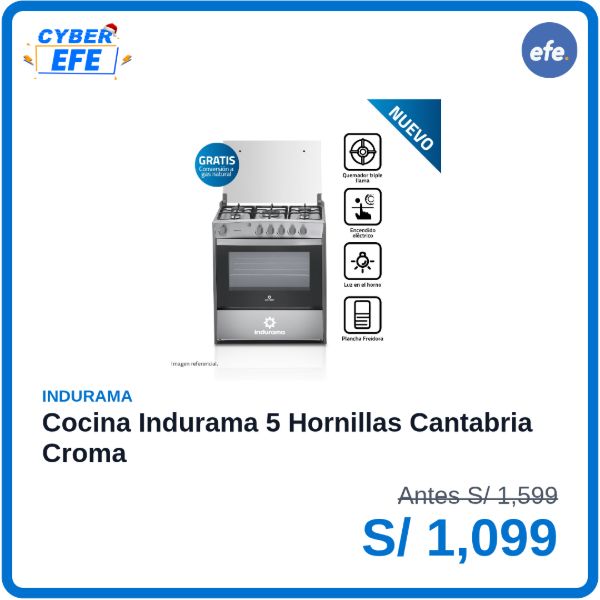 CYBER
EFE
efe.
NUEVO
GRATIS
Conversión a
gas natural
Quemador triple
llama
Encendido
eléctrico
Luz en el horno
Plancha Freidora
indurama
Imagen referencial.
INDURAMA
Cocina Indurama 5 Hornillas Cantabria
Croma
Antes S/ 1,599
S/ 1,099